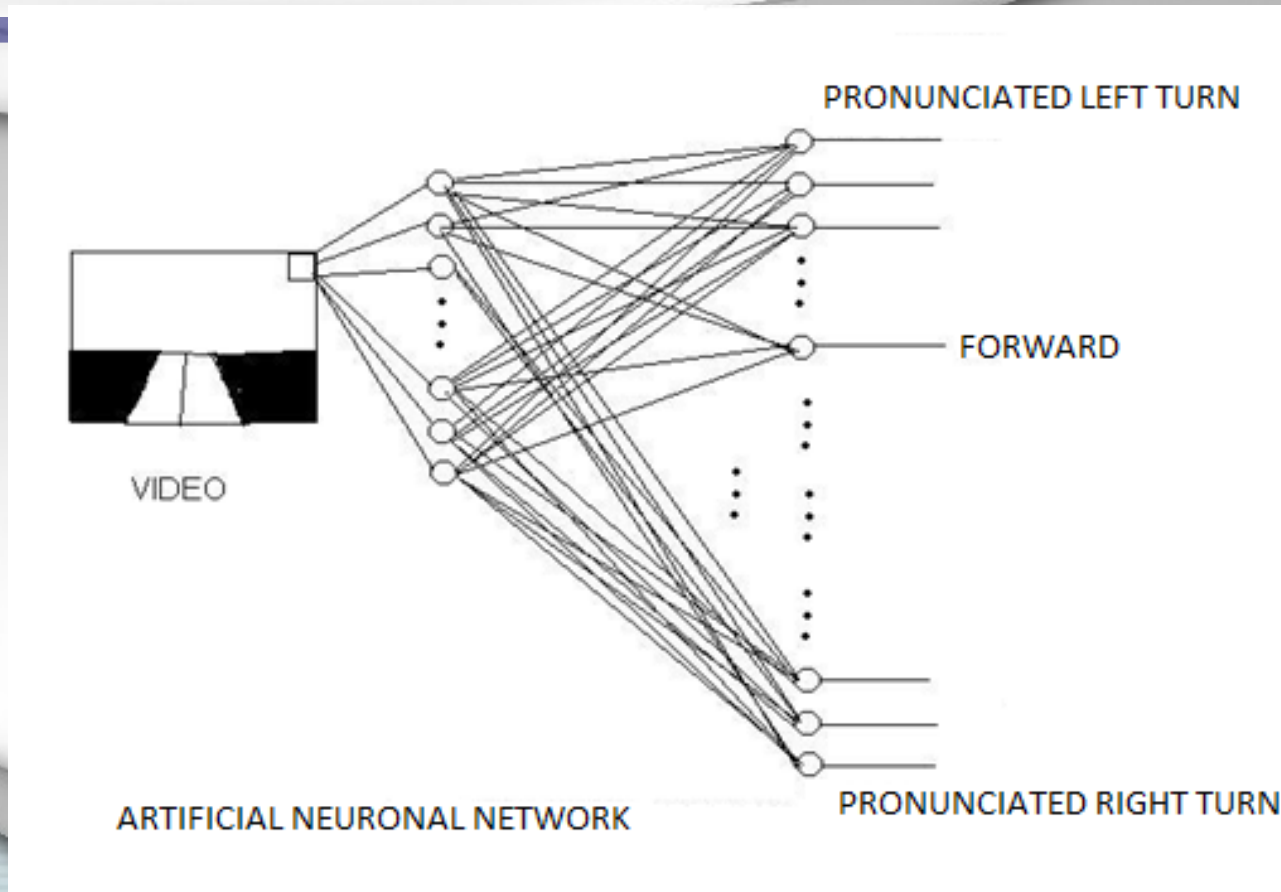 PRONUNCIATED LEFT TURN
FORWARD
VIDEO
ARTIFICIAL NEURONAL NETWORK
PRONUNCIATED RIGHT TURN